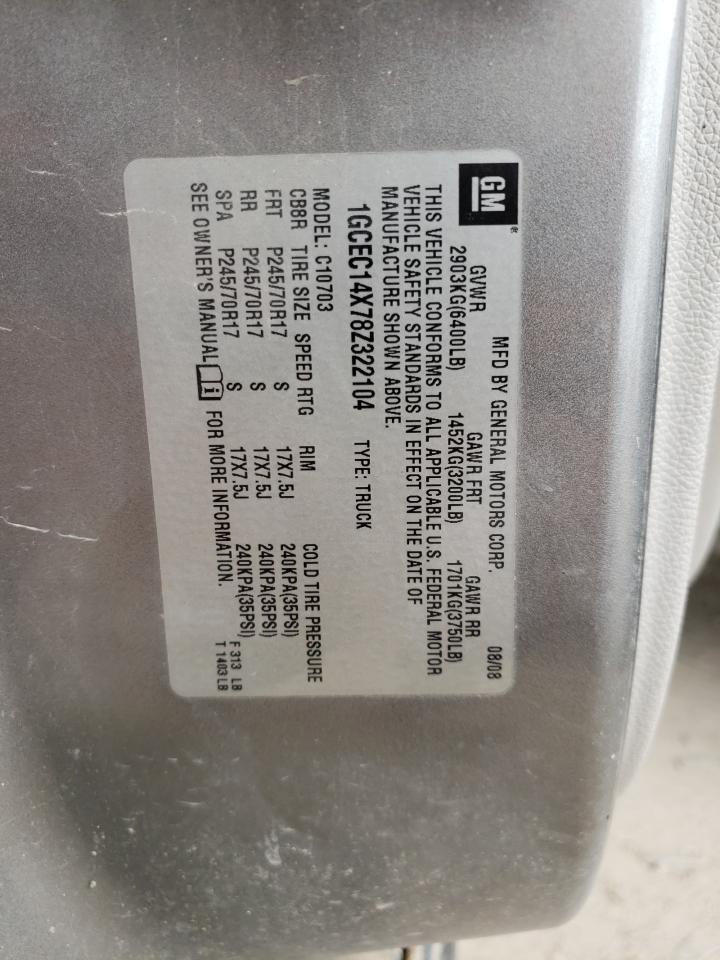 GM ®
MFD BY GENERAL MOTORS CORP. 08/08
GVWR GAWR FRT GAWR RR
2903KG(6400LB) 1452KG(3200LB) 1701KG(3750LB)
THIS VEHICLE CONFORMS TO ALL APPLICABLE U.S. FEDERAL MOTOR
VEHICLE SAFETY STANDARDS IN EFFECT ON THE DATE OF
MANUFACTURE SHOWN ABOVE.
1GCEC14X78Z322104 TYPE: TRUCK
MODEL: C10703
CB8R TIRE SIZE SPEED RTG RIM COLD TIRE PRESSURE
FRT P245/70R17 S 17X7.5J 240KPA(35PSI)
RR P245/70R17 S 17X7.5J 240KPA(35PSI)
SPA P245/70R17 S 17X7.5J 240KPA(35PSI)
SEE OWNER'S MANUAL i FOR MORE INFORMATION.
F 313 LB
T 1403 LB